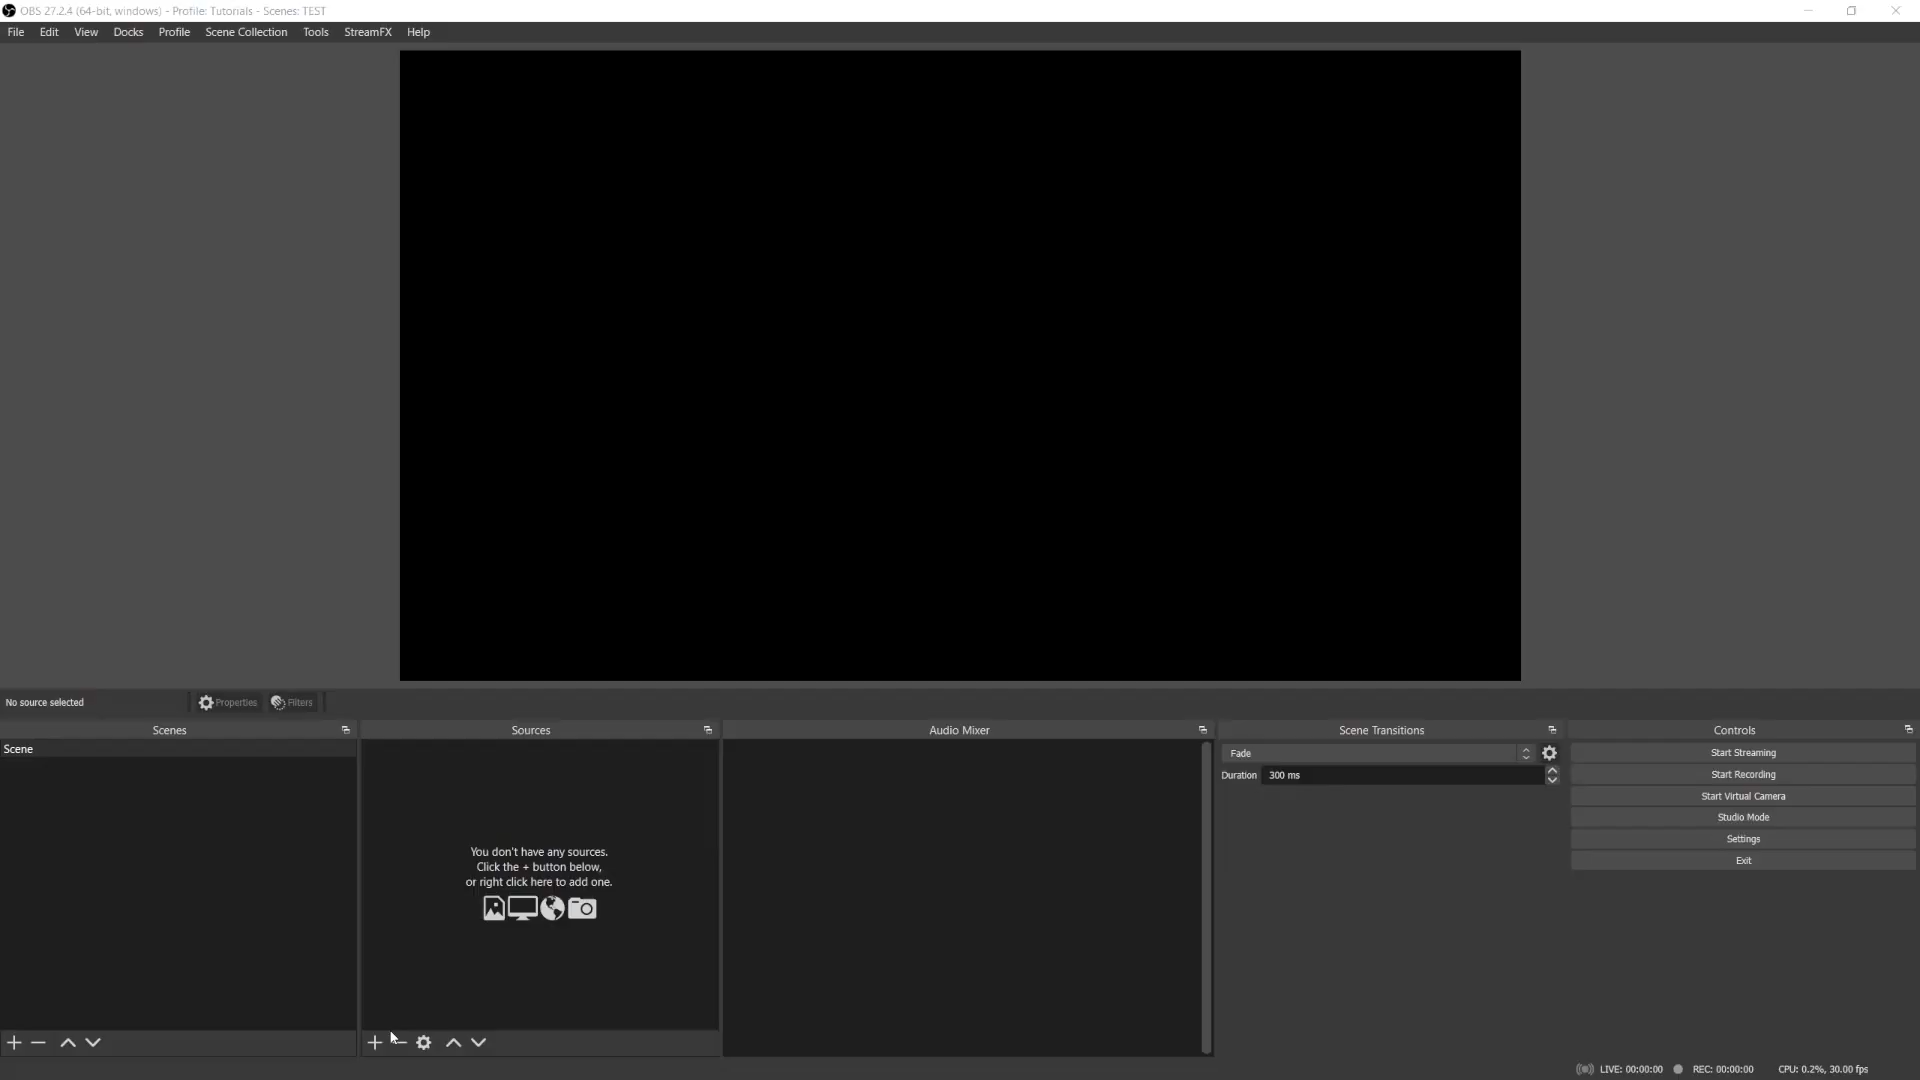 OBS 27.2.4 (64-bit, windows) - Profile: Tutorials - Scenes: TEST
File Edit View Docks Profile Scene Collection Tools StreamFX Help
No source selected Properties Filters
Scenes
Scene
Sources
You don't have any sources.
Click the + button below,
or right click here to add one.
Audio Mixer
Scene Transitions
Fade
Duration 300 ms
Controls
Start Streaming
Start Recording
Start Virtual Camera
Studio Mode
Settings
Exit
LIVE: 00:00:00 REC: 00:00:00 CPU: 0.2%, 30.00 fps